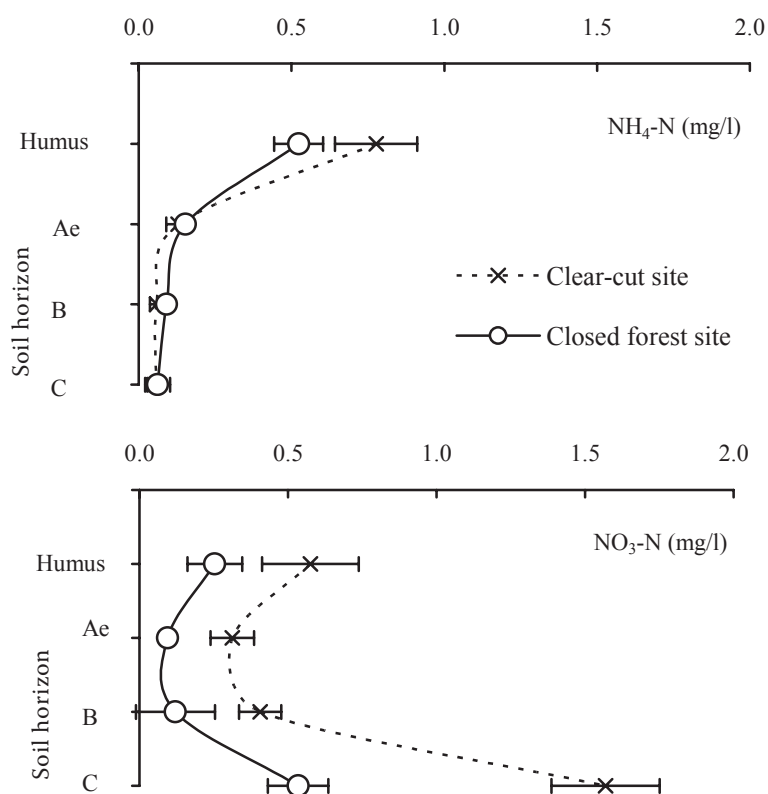 0.0 0.5 1.0 1.5 2.0
Humus
NH₄-N (mg/l)
Ae
Clear-cut site
B
Closed forest site
C
Soil horizon
0.0 0.5 1.0 1.5 2.0
NO₃-N (mg/l)
Humus
Ae
B
C
Soil horizon